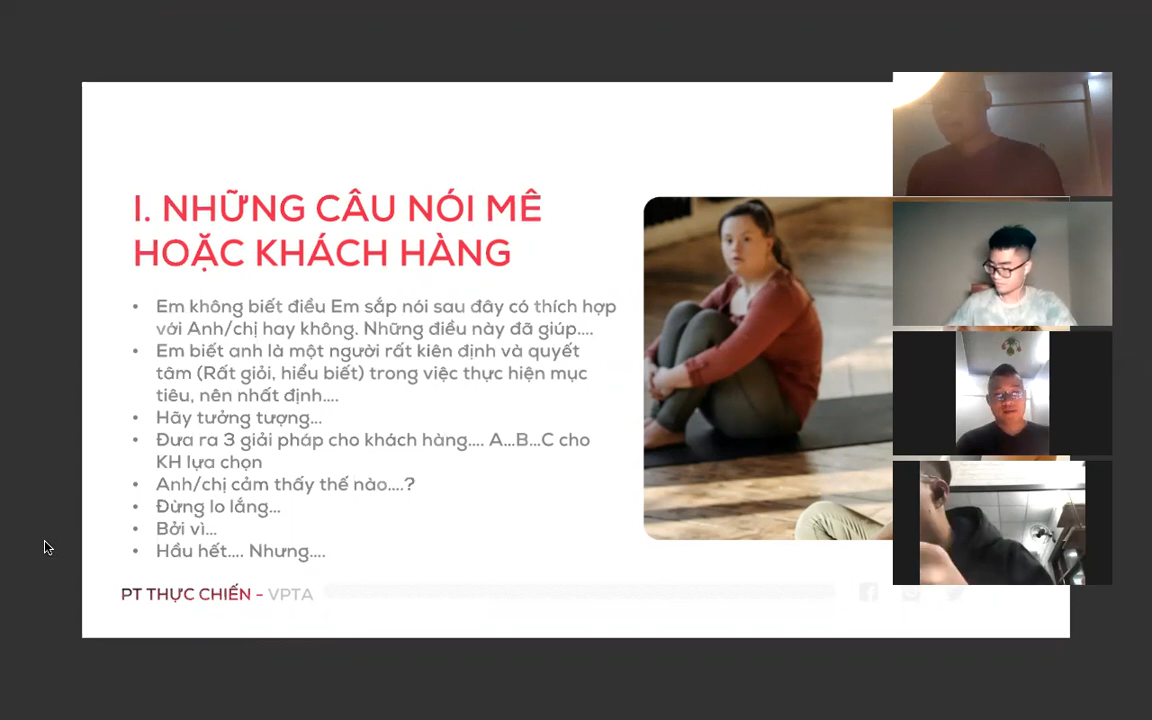 I. NHỮNG CÂU NÓI MÊ
HOẶC KHÁCH HÀNG
• Em không biết điều Em sắp nói sau đây có thích hợp
với Anh/chị hay không. Những điều này đã giúp....
• Em biết anh là một người rất kiên định và quyết
tâm (Rất giỏi, hiểu biết) trong việc thực hiện mục
tiêu, nên nhất định....
• Hãy tưởng tượng...
• Đưa ra 3 giải pháp cho khách hàng.... A...B...C cho
KH lựa chọn
• Anh/chị cảm thấy thế nào....?
• Đừng lo lắng...
• Bởi vì...
• Hầu hết.... Nhưng....
PT THỰC CHIẾN - VPTA